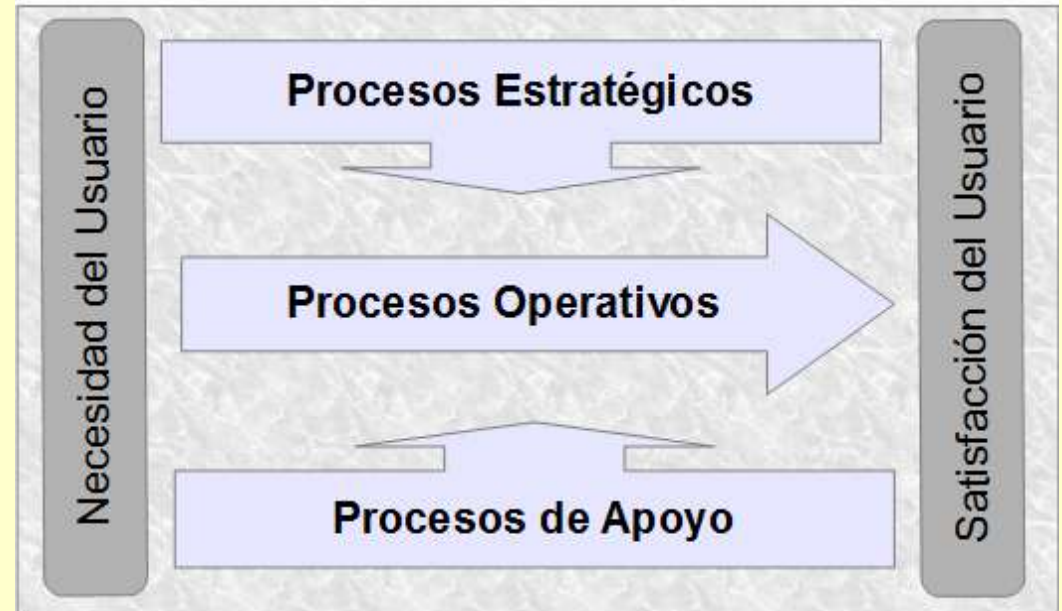 Necesidad del Usuario
Procesos Estratégicos
Procesos Operativos
Procesos de Apoyo
Satisfacción del Usuario